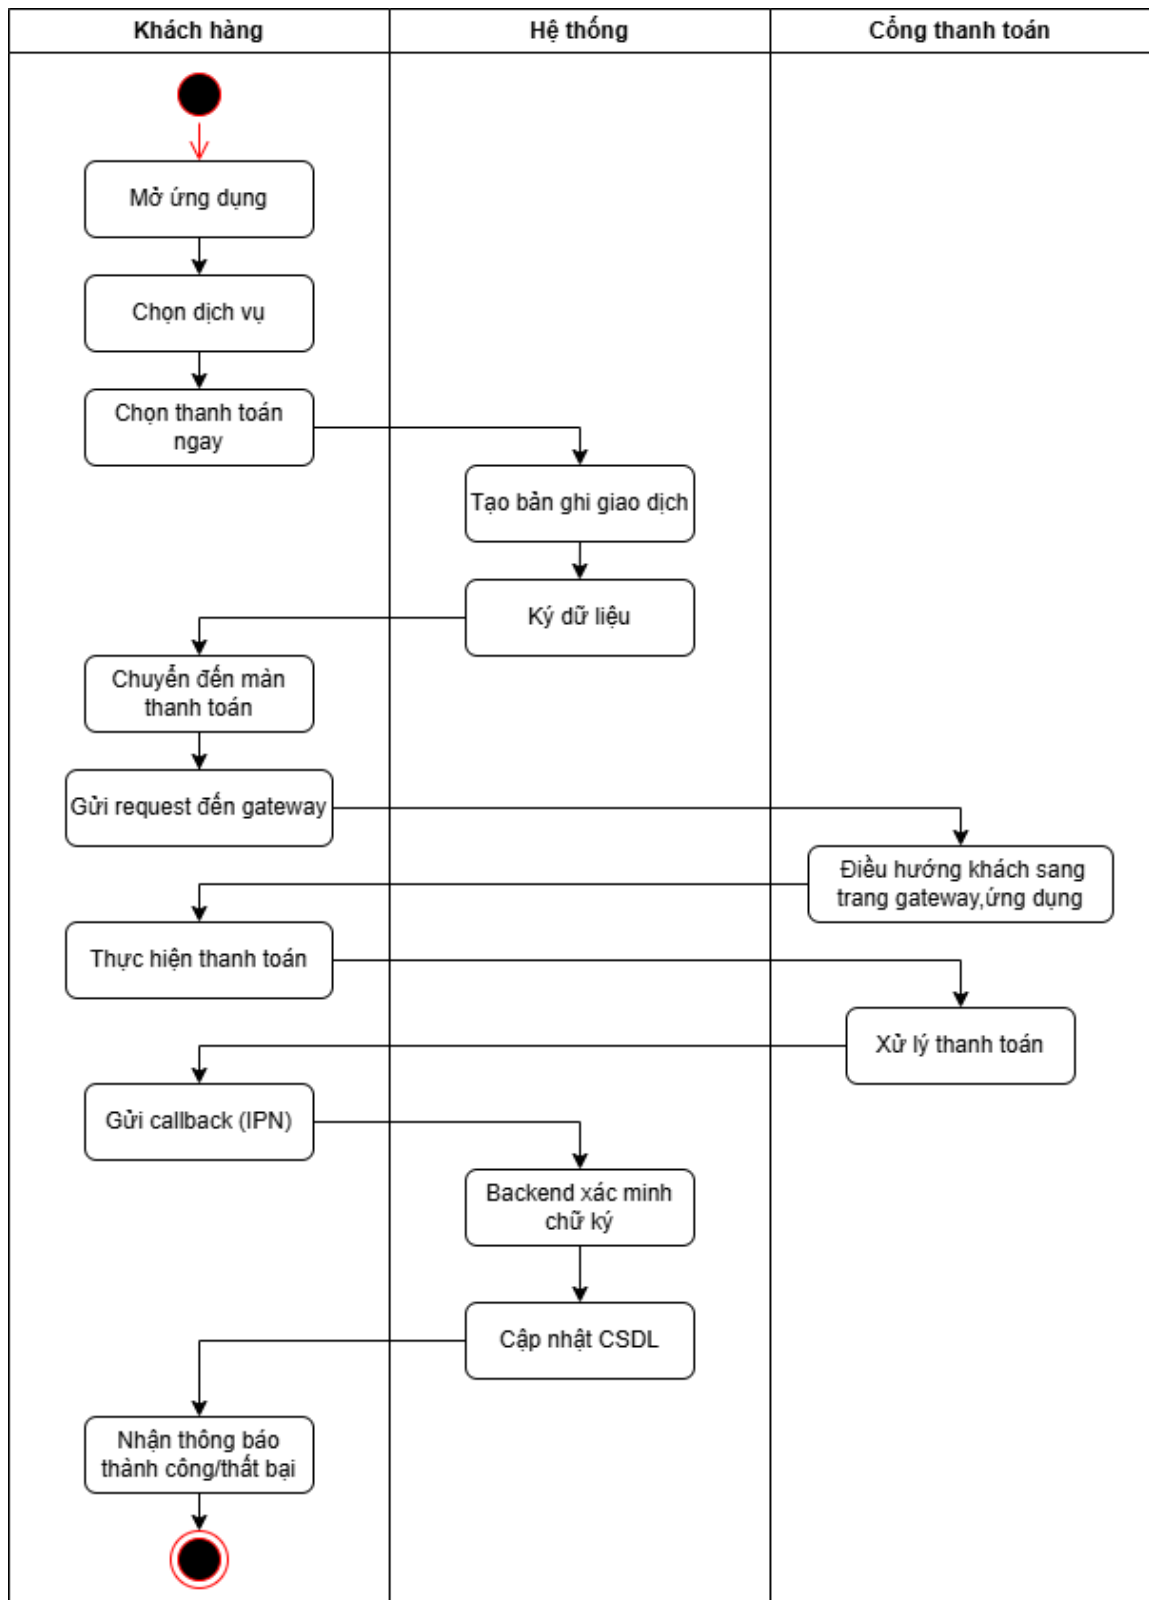 Khách hàng
Hệ thống
Cổng thanh toán
Mở ứng dụng
Chọn dịch vụ
Chọn thanh toán
ngay
Tạo bản ghi giao dịch
Ký dữ liệu
Chuyển đến màn
thanh toán
Gửi request đến gateway
Điều hướng khách sang
trang gateway,ứng dụng
Thực hiện thanh toán
Xử lý thanh toán
Gửi callback (IPN)
Backend xác minh
chữ ký
Cập nhật CSDL
Nhận thông báo
thành công/thất bại